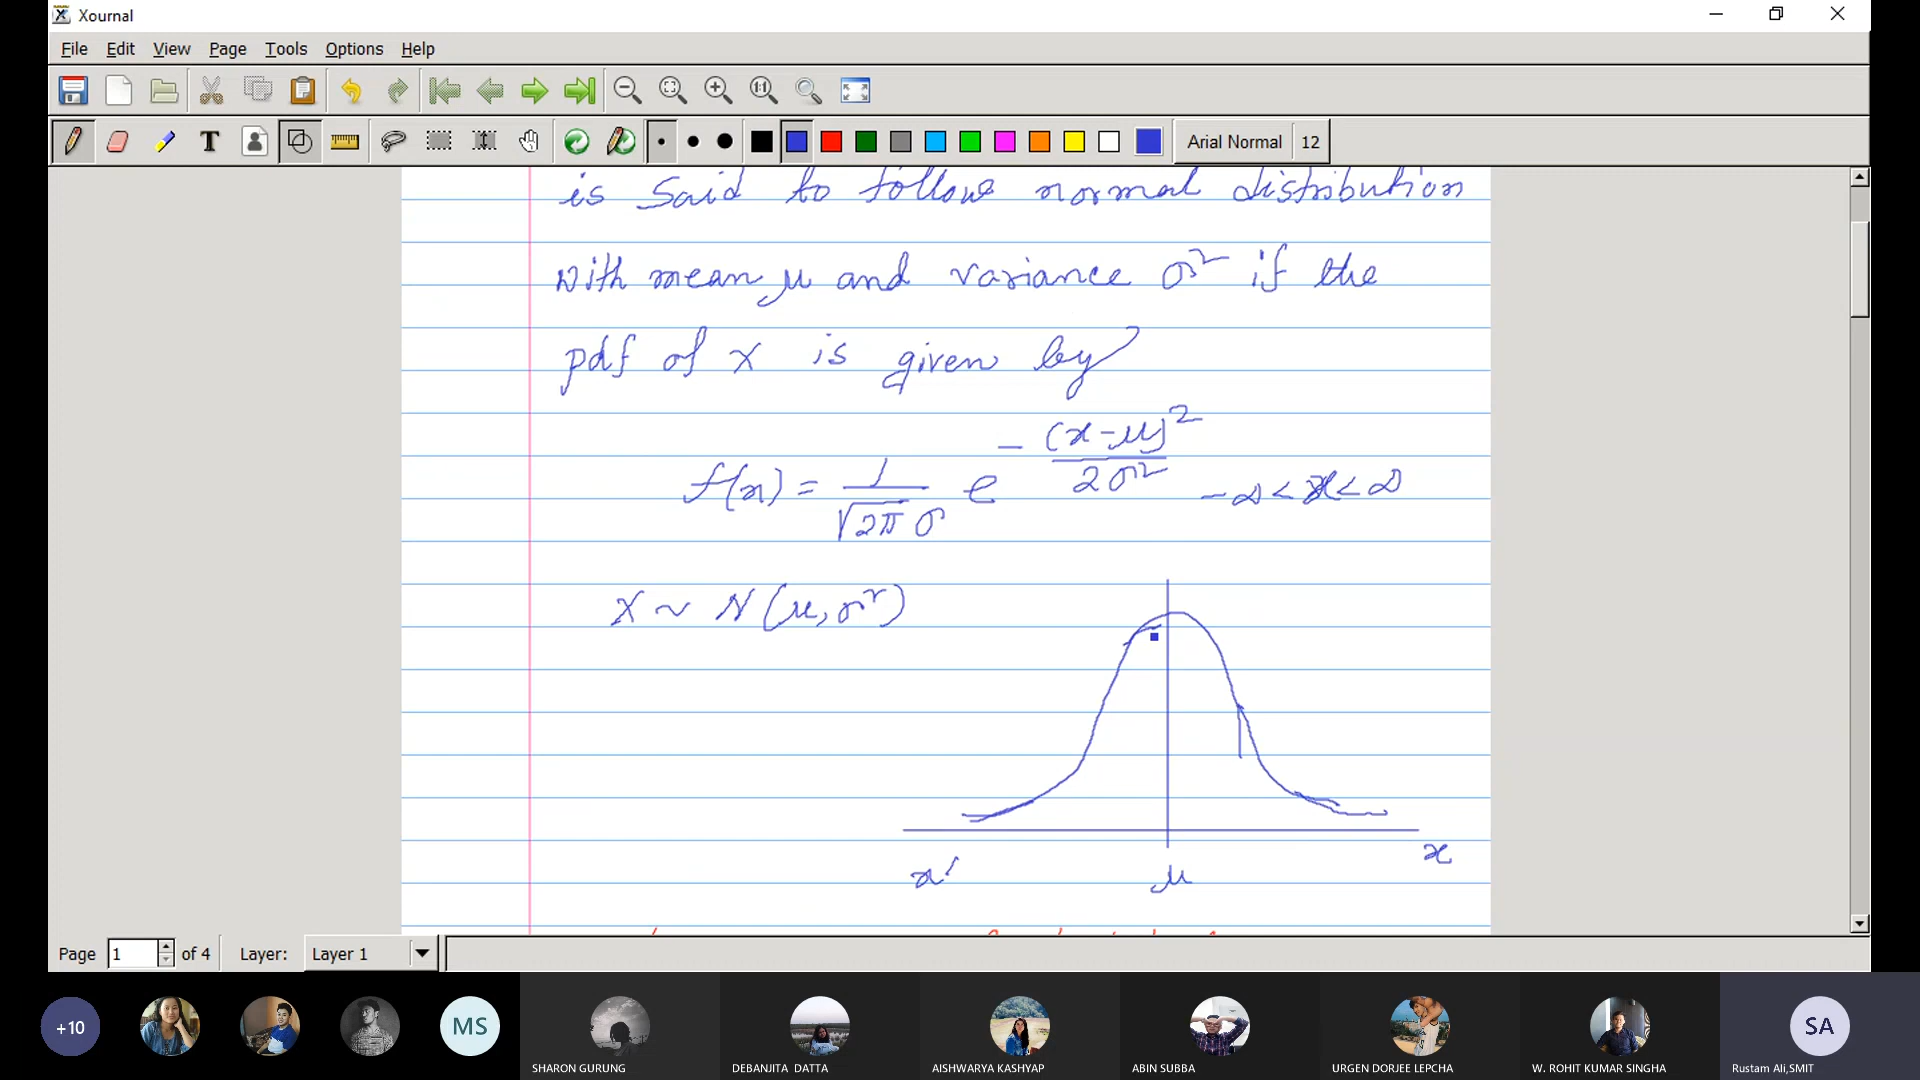 Xournal
File Edit View Page Tools Options Help
Arial Normal 12
is said to follow normal distribution
with mean μ and variance σ² if the
pdf of X is given by
f(x) = 1/(√2π σ) e^(-(x-μ)²/2σ²) -∞ < x < ∞
X ~ N(μ, σ²)
x' μ x
Page 1 of 4 Layer: Layer 1
+10 MS SA
SHARON GURUNG DEBANJITA DATTA AISHWARYA KASHYAP ABIN SUBBA URGEN DORJEE LEPCHA W. ROHIT KUMAR SINGHA Rustam Ali,SMIT